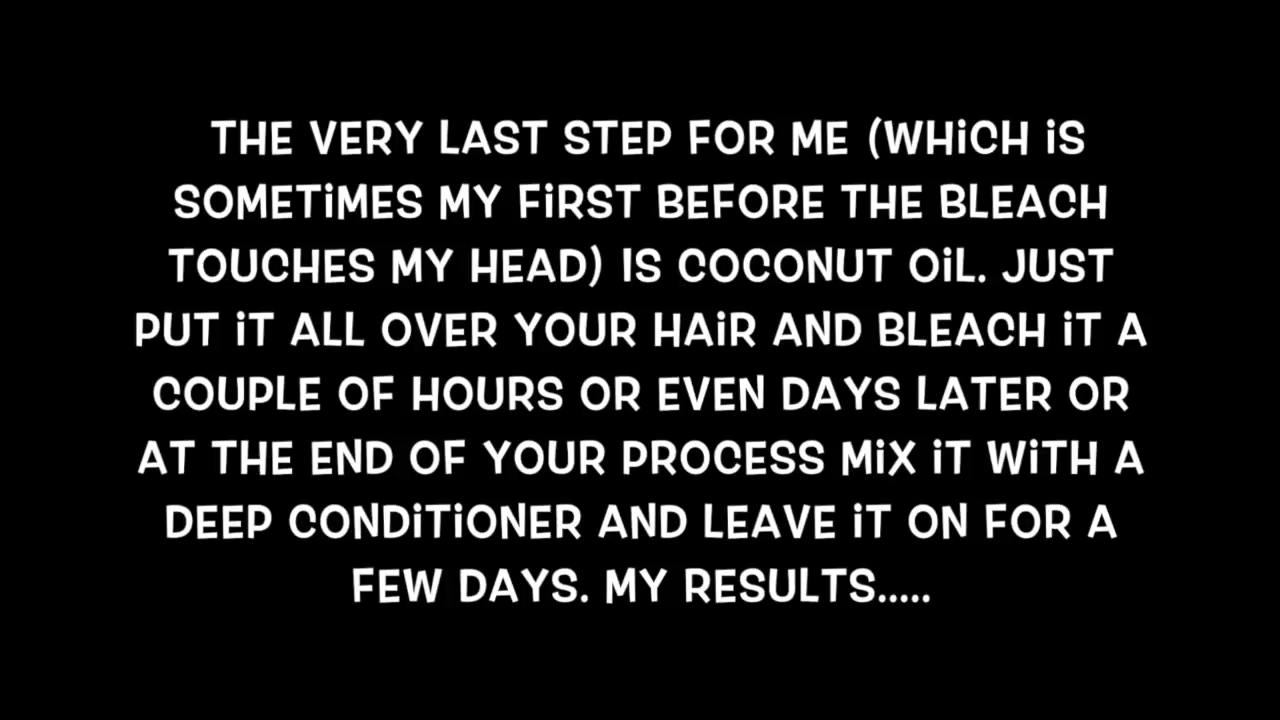 THE VERY LAST STEP FOR ME (WHiCH iS
SOMETiMES MY FiRST BEFORE THE BLEACH
TOUCHES MY HEAD) IS COCONUT OiL. JUST
PUT iT ALL OVER YOUR HAiR AND BLEACH iT A
COUPLE OF HOURS OR EVEN DAYS LATER OR
AT THE END OF YOUR PROCESS MiX iT WiTH A
DEEP CONDiTiONER AND LEAVE iT ON FOR A
FEW DAYS. MY RESULTS.....